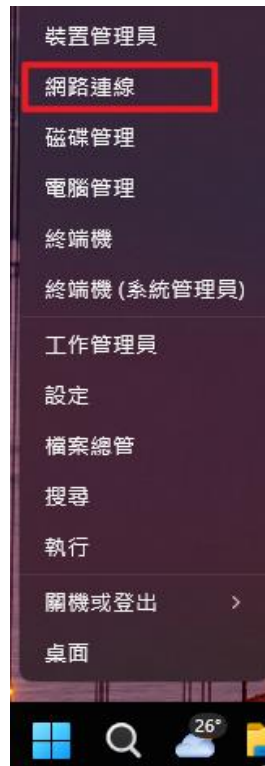 裝置管理員
網路連線
磁碟管理
電腦管理
終端機
終端機 (系統管理員)
工作管理員
設定
檔案總管
搜尋
執行
關機或登出
桌面
26°